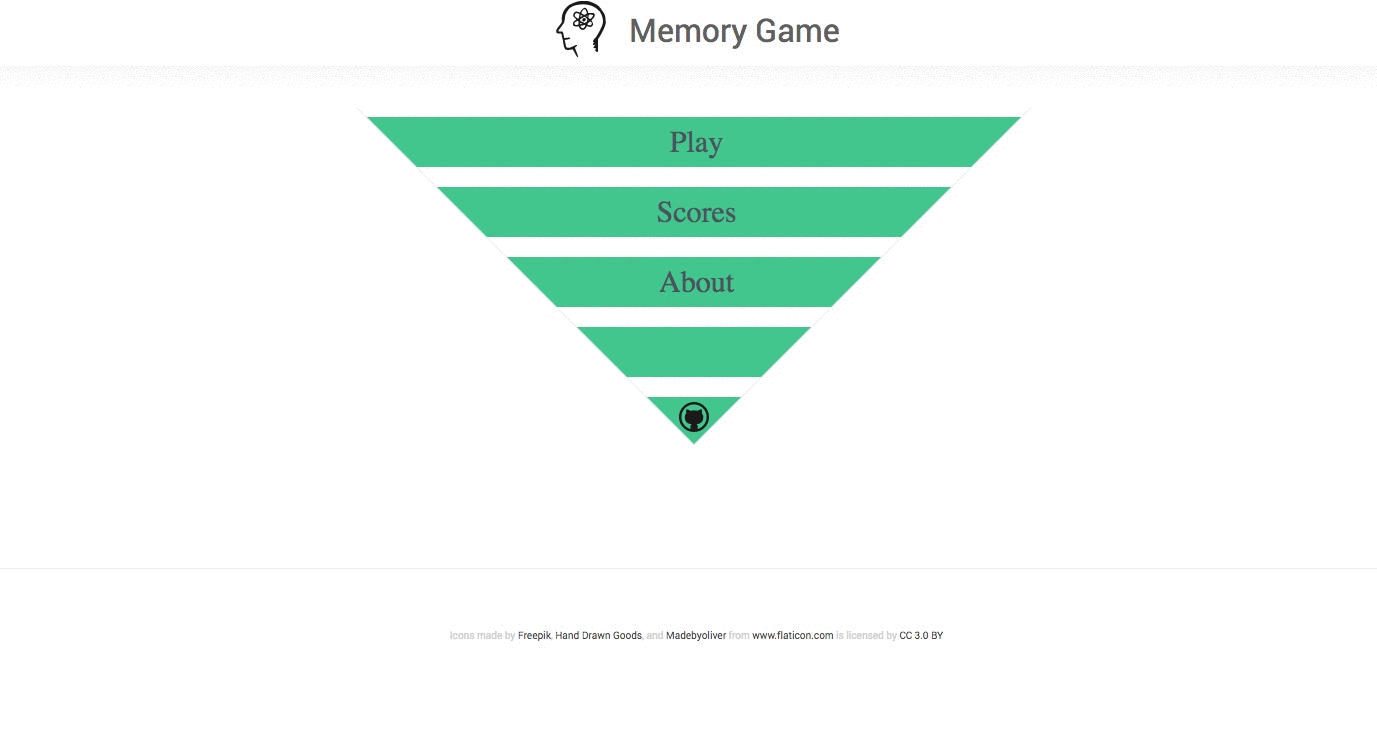 Memory Game
Play
Scores
About
Icons made by Freepik, Hand Drawn Goods, and Madebyoliver from www.flaticon.com is licensed by CC 3.0 BY